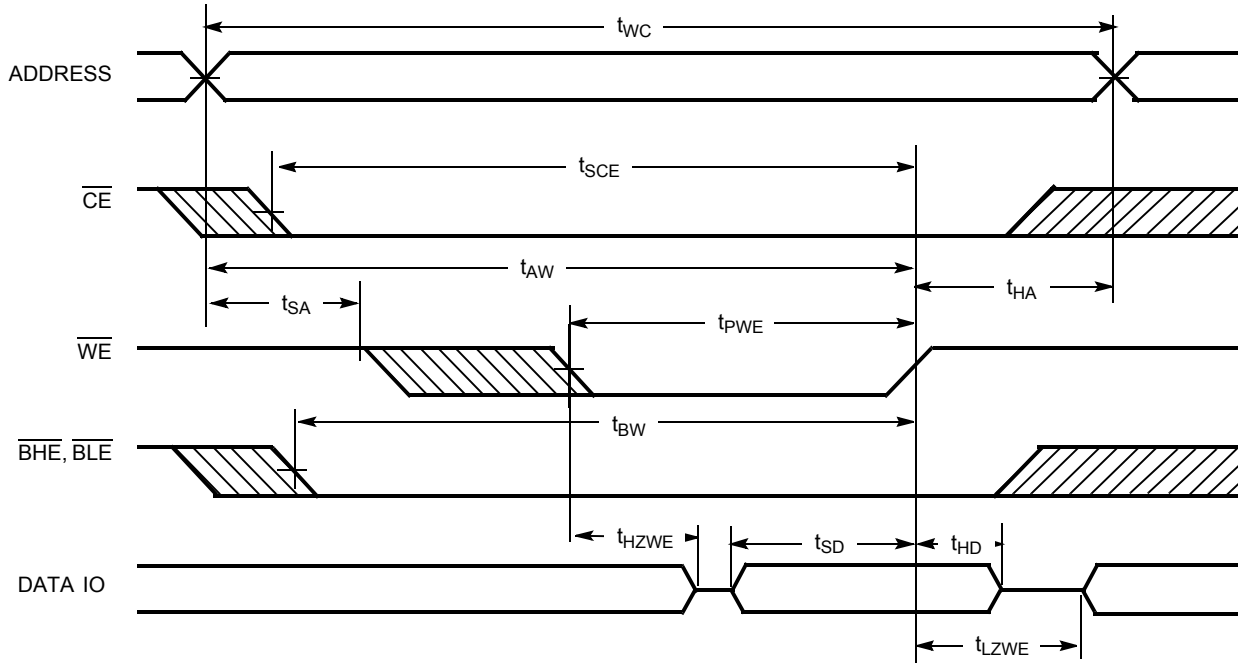 tWC
ADDRESS
tSCE
CE
tAW
tSA
tHA
tPWE
WE
tBW
BHE, BLE
tHZWE
tSD
tHD
DATA IO
tLZWE